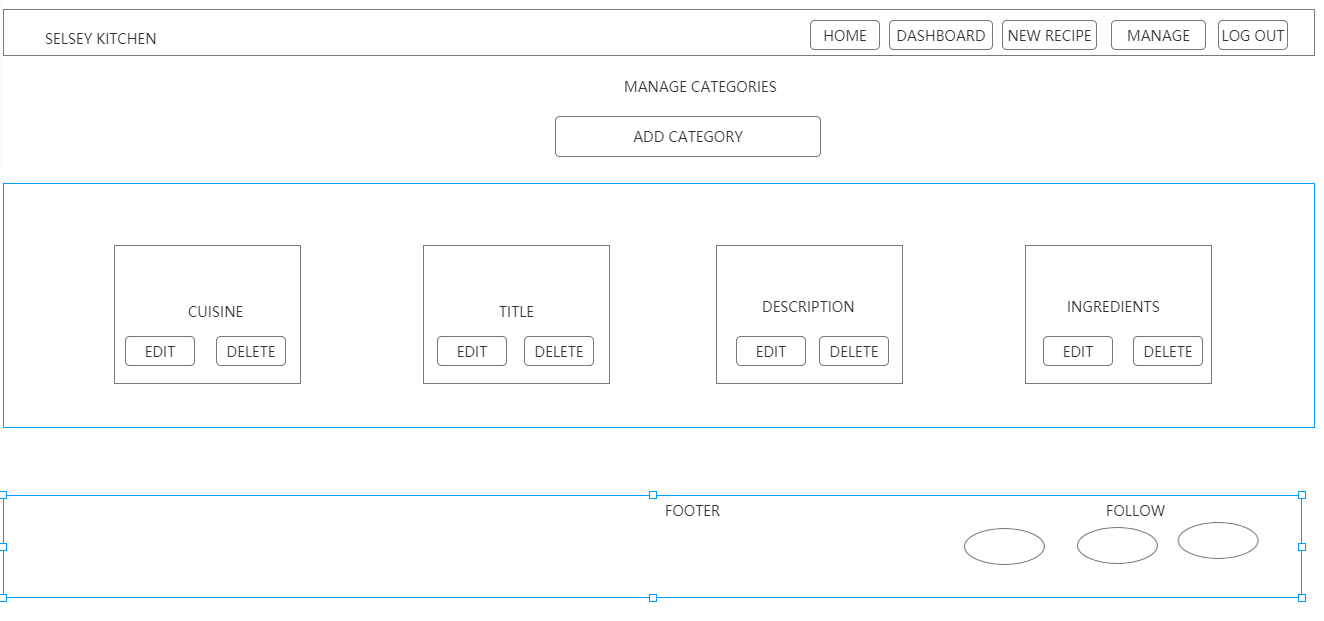 SELSEY KITCHEN
HOME
DASHBOARD
NEW RECIPE
MANAGE
LOG OUT
MANAGE CATEGORIES
ADD CATEGORY
CUISINE
EDIT
DELETE
TITLE
EDIT
DELETE
DESCRIPTION
EDIT
DELETE
INGREDIENTS
EDIT
DELETE
FOOTER
FOLLOW